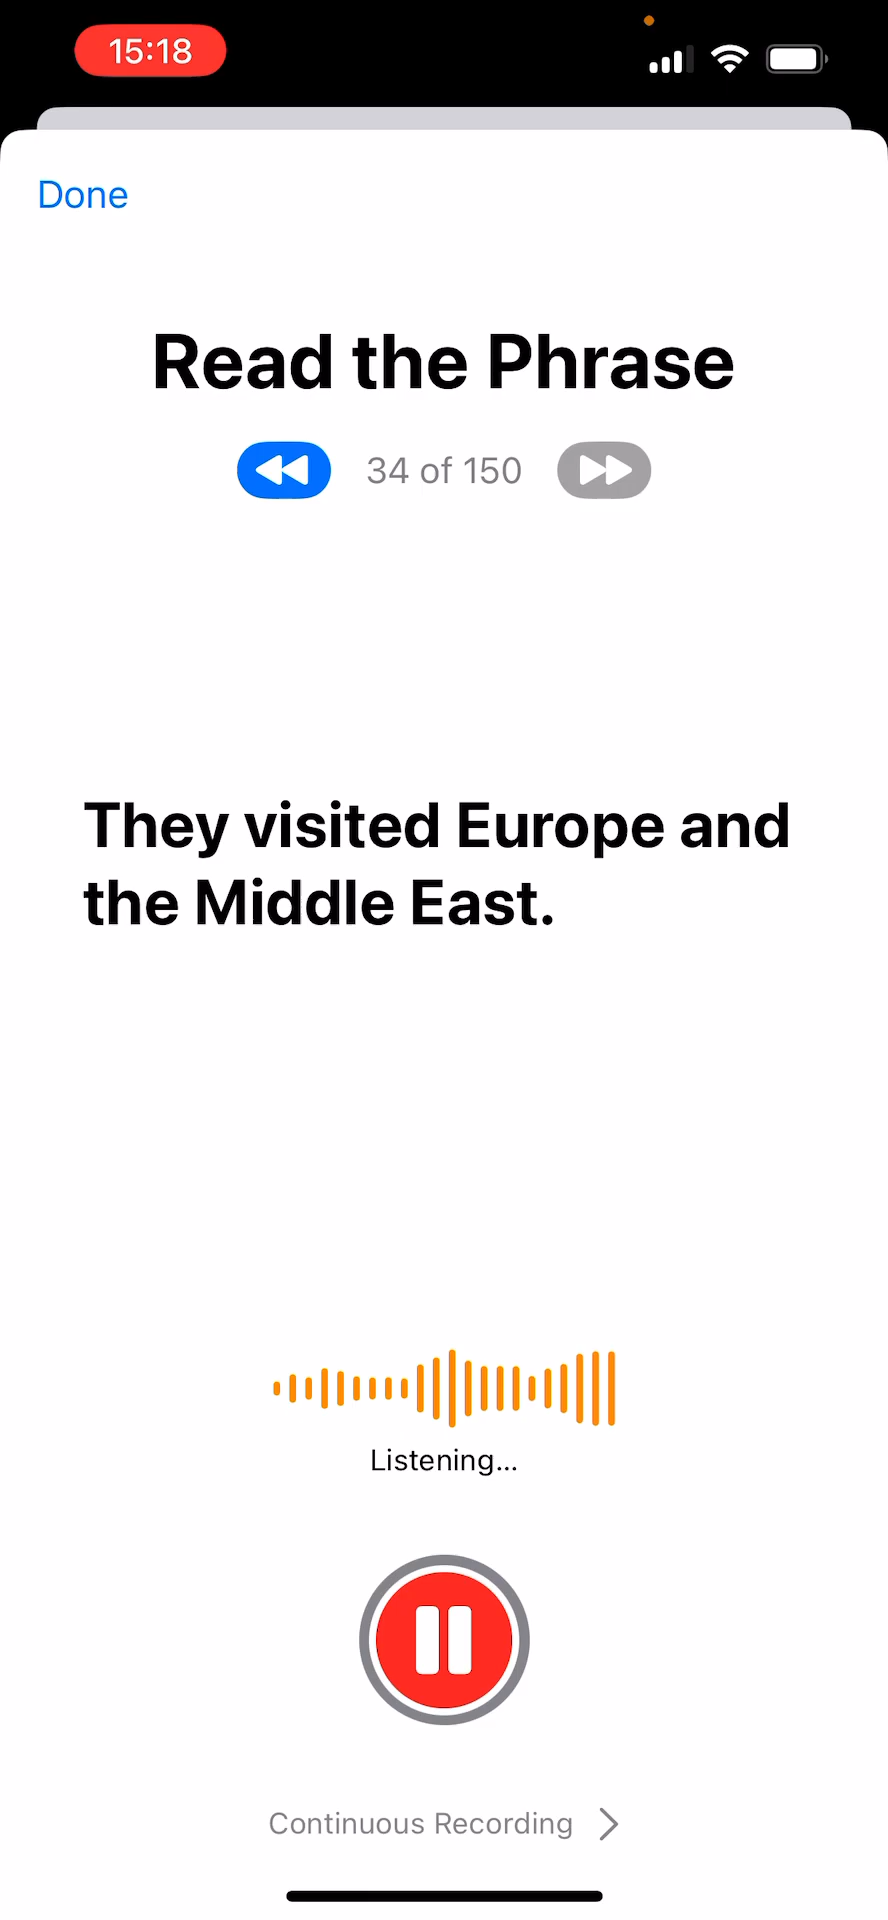 15:18
Done
Read the Phrase
34 of 150
They visited Europe and
the Middle East.
Listening...
Continuous Recording